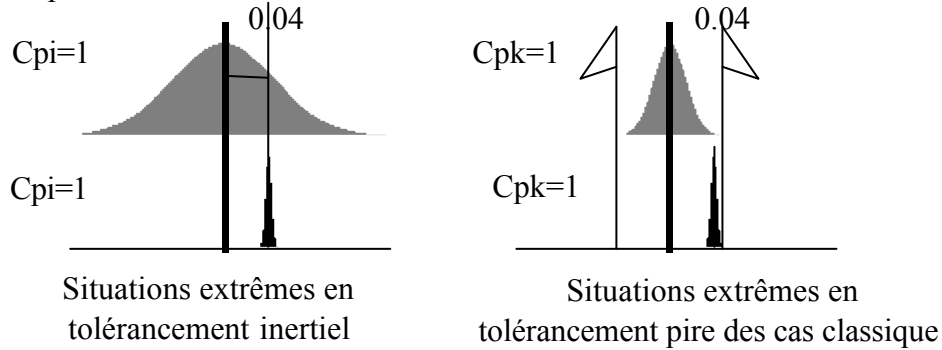 0.04
Cpi=1
Cpi=1
Situations extrêmes en
tolérancement inertiel
0.04
Cpk=1
Cpk=1
Situations extrêmes en
tolérancement pire des cas classique